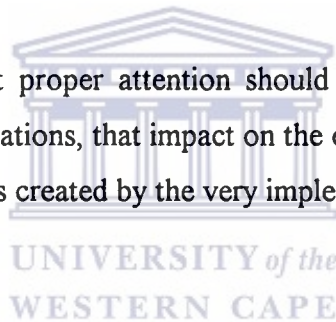 t proper attention should
ations, that impact on the
s created by the very imple
UNIVERSITY of the
WESTERN CAPE